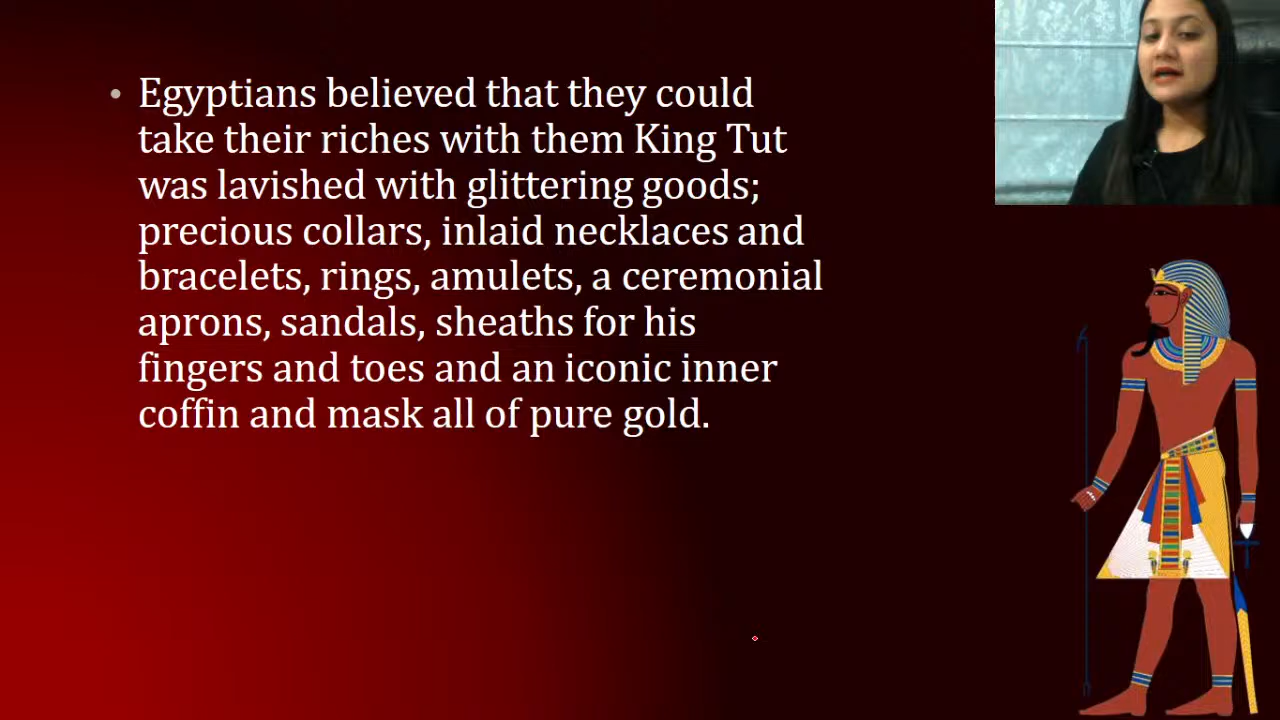 • Egyptians believed that they could
take their riches with them King Tut
was lavished with glittering goods;
precious collars, inlaid necklaces and
bracelets, rings, amulets, a ceremonial
aprons, sandals, sheaths for his
fingers and toes and an iconic inner
coffin and mask all of pure gold.